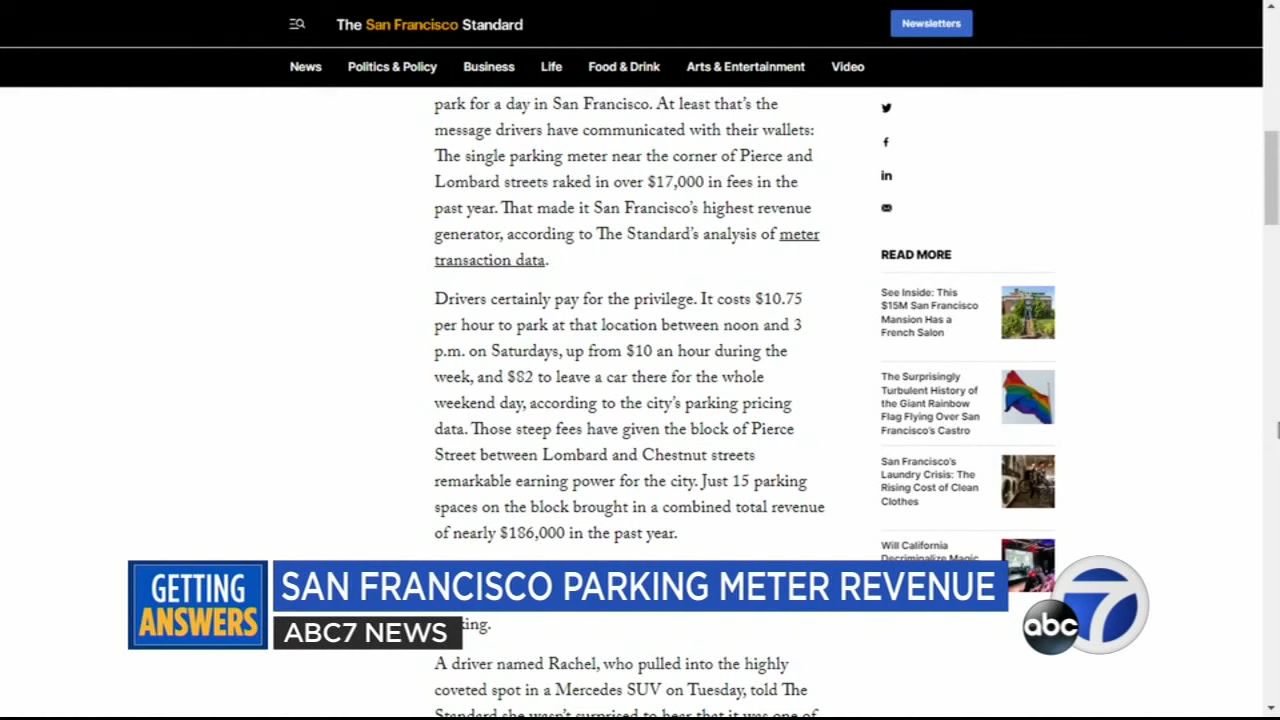 The San Francisco Standard
Newsletters
News Politics & Policy Business Life Food & Drink Arts & Entertainment Video
park for a day in San Francisco. At least that’s the
message drivers have communicated with their wallets:
The single parking meter near the corner of Pierce and
Lombard streets raked in over $17,000 in fees in the
past year. That made it San Francisco’s highest revenue
generator, according to The Standard’s analysis of meter
transaction data.
Drivers certainly pay for the privilege. It costs $10.75
per hour to park at that location between noon and 3
p.m. on Saturdays, up from $10 an hour during the
week, and $82 to leave a car there for the whole
weekend day, according to the city’s parking pricing
data. Those steep fees have given the block of Pierce
Street between Lombard and Chestnut streets
remarkable earning power for the city. Just 15 parking
spaces on the block brought in a combined total revenue
of nearly $186,000 in the past year.
king.
A driver named Rachel, who pulled into the highly
coveted spot in a Mercedes SUV on Tuesday, told The
Standard she wasn’t surprised to hear that it was one of
READ MORE
See Inside: This
$15M San Francisco
Mansion Has a
French Salon
The Surprisingly
Turbulent History of
the Giant Rainbow
Flag Flying Over San
Francisco’s Castro
San Francisco’s
Laundry Crisis: The
Rising Cost of Clean
Clothes
Will California
Decriminalize Magic
GETTING
ANSWERS
SAN FRANCISCO PARKING METER REVENUE
ABC7 NEWS
abc 7